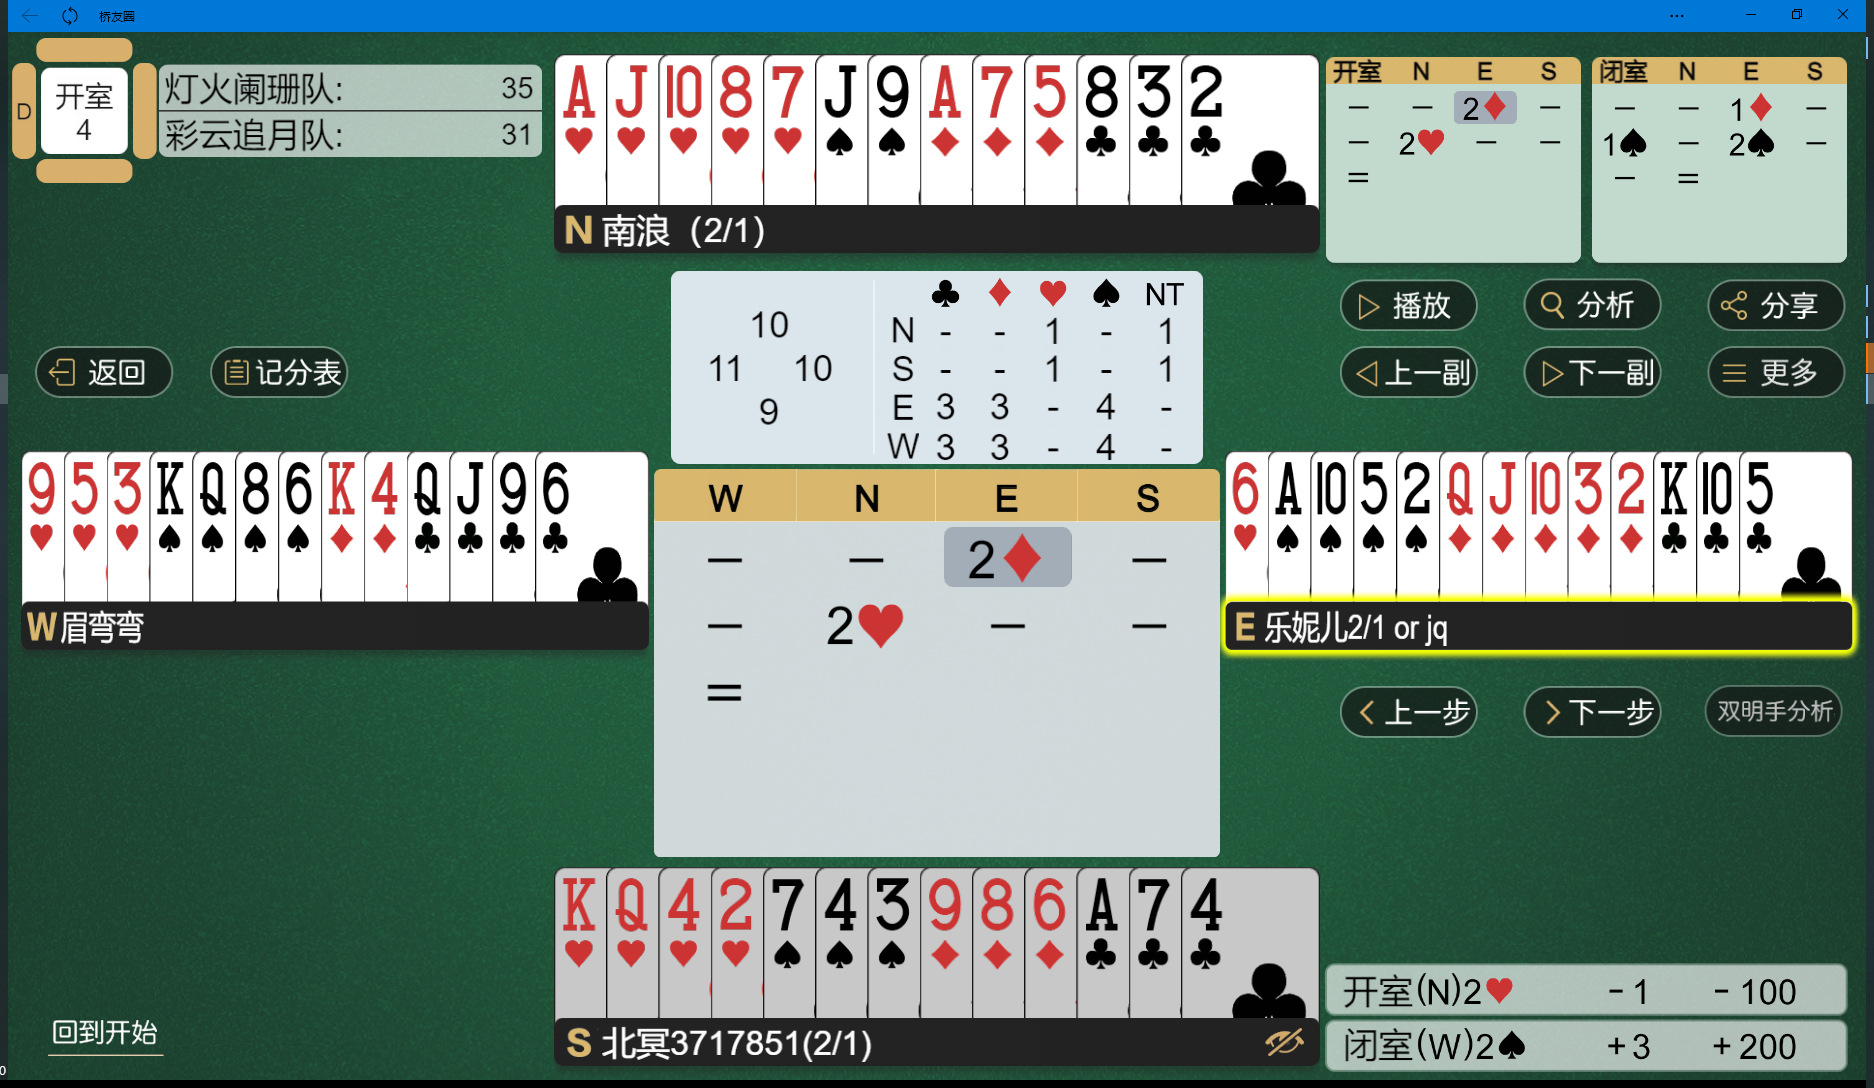 桥友圈
开室
4
D
灯火阑珊队: 35
彩云追月队: 31
A J 10 8 7 J 9 A 7 5 8 3 2
♥ ♥ ♥ ♥ ♥ ♠ ♠ ♦ ♦ ♦ ♣ ♣ ♣
N 南浪（2/1）
开室 N E S
– – 2♦ –
– 2♥ – –
=
闭室 N E S
– – 1♦ –
1♠ – 2♠ –
– =
播放
分析
分享
上一副
下一副
更多
返回
记分表
10
11 10
9
♣ ♦ ♥ ♠ NT
N - - 1 - 1
S - - 1 - 1
E 3 3 - 4 -
W 3 3 - 4 -
9 5 3 K Q 8 6 K 4 Q J 9 6
♥ ♥ ♥ ♠ ♠ ♠ ♠ ♦ ♦ ♣ ♣ ♣ ♣
W 眉弯弯
W N E S
– – 2♦ –
– 2♥ – –
=
6 A 10 5 2 Q J 10 3 2 K 10 5
♥ ♠ ♠ ♠ ♠ ♦ ♦ ♦ ♦ ♦ ♣ ♣ ♣
E 乐妮儿2/1 or jq
上一步
下一步
双明手分析
K Q 4 2 7 4 3 9 8 6 A 7 4
♥ ♥ ♥ ♥ ♠ ♠ ♠ ♦ ♦ ♦ ♣ ♣ ♣
S 北冥3717851(2/1)
回到开始
开室(N)2♥ -1 -100
闭室(W)2♠ +3 +200
0